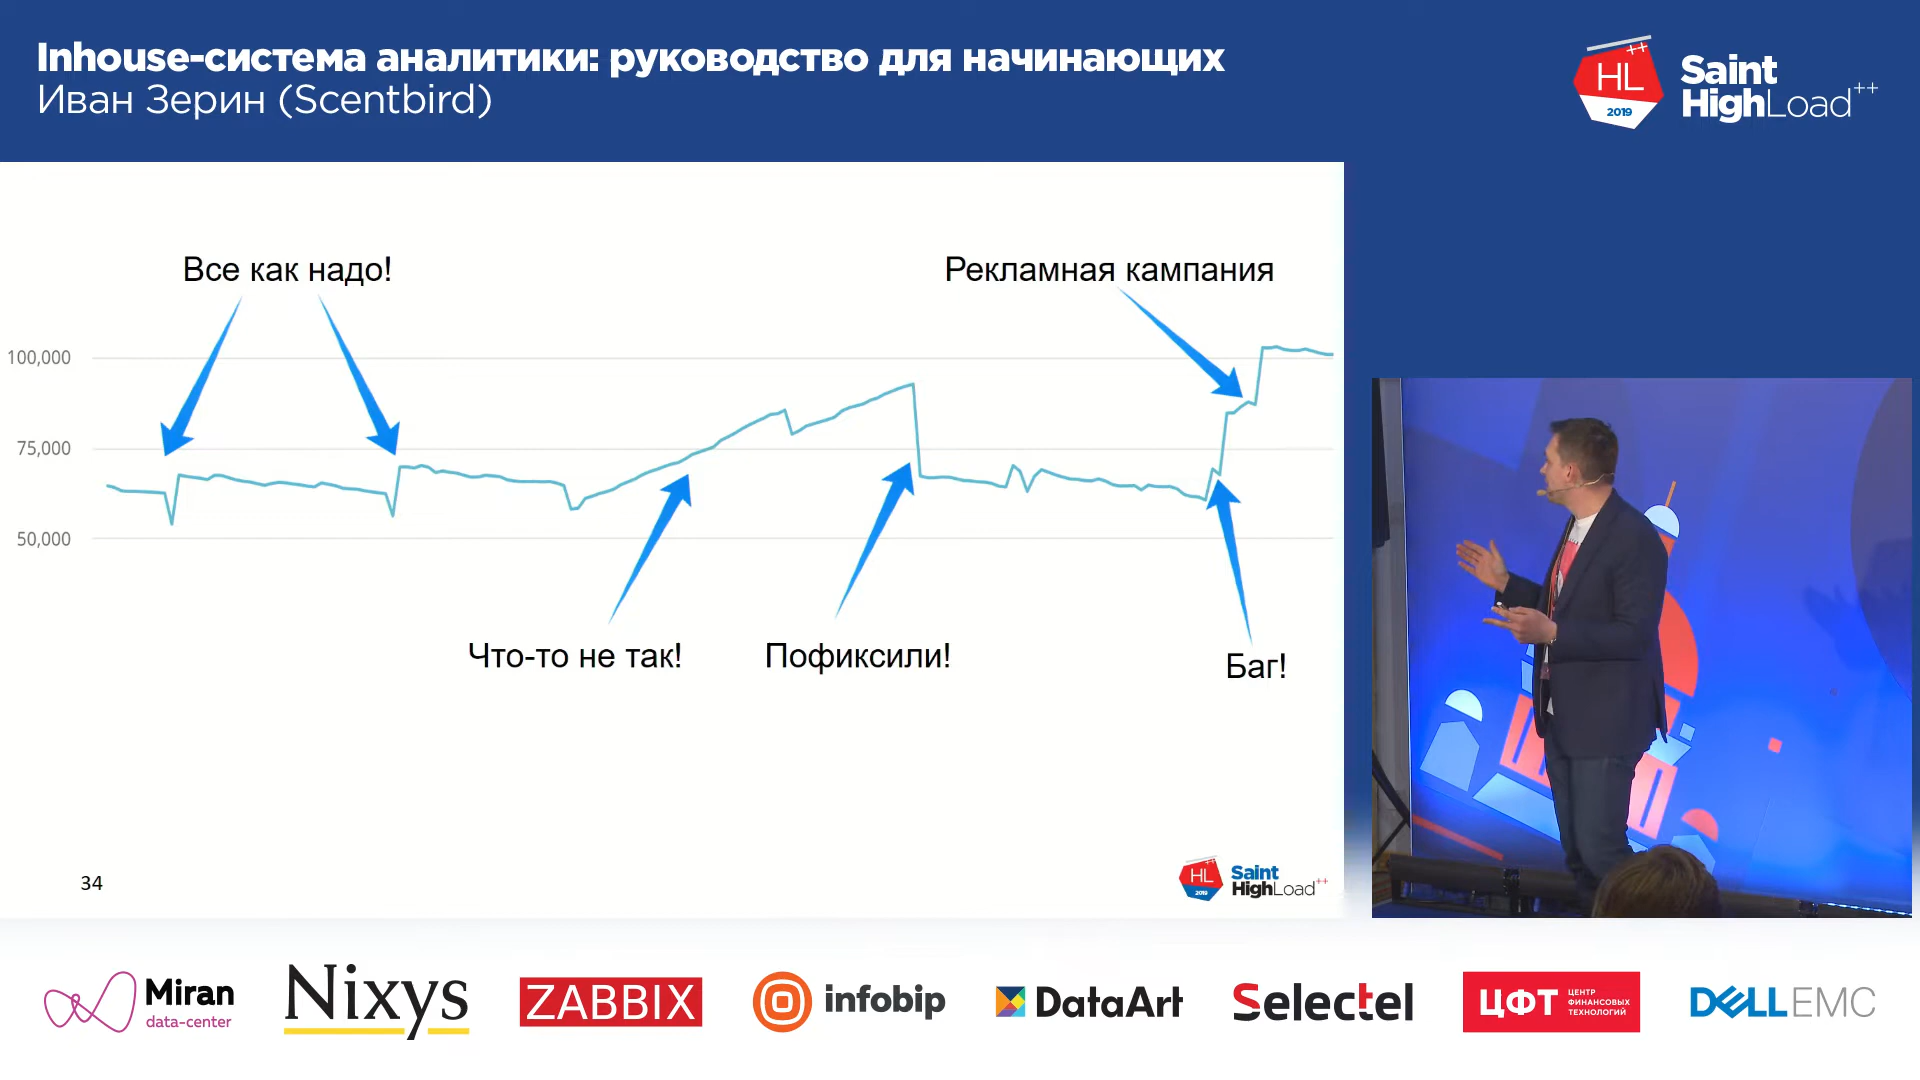 Inhouse-система аналитики: руководство для начинающих
Иван Зерин (Scentbird)
HL ++
2019
Saint
HighLoad++
Все как надо!
Рекламная кампания
100,000
75,000
50,000
Что-то не так!
Пофиксили!
Баг!
34
HL
2019
Saint
HighLoad++
Miran
data-center
Nixys
ZABBIX
infobip
DataArt
Selectel
ЦФТ
ЦЕНТР
ФИНАНСОВЫХ
ТЕХНОЛОГИЙ
DELLEMC